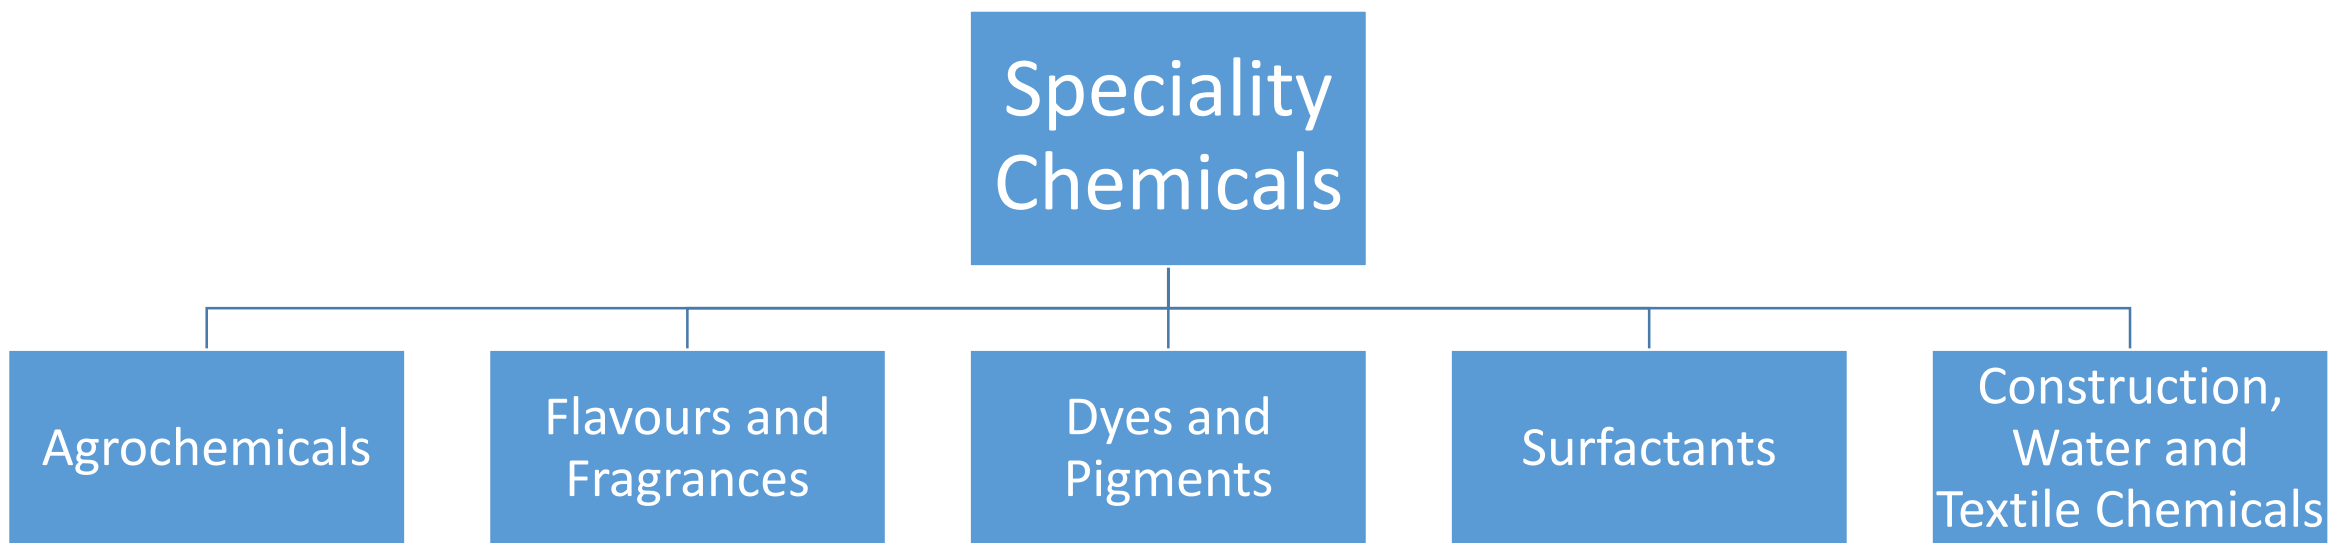 Speciality
Chemicals
Agrochemicals
Flavours and
Fragrances
Dyes and
Pigments
Surfactants
Construction,
Water and
Textile Chemicals